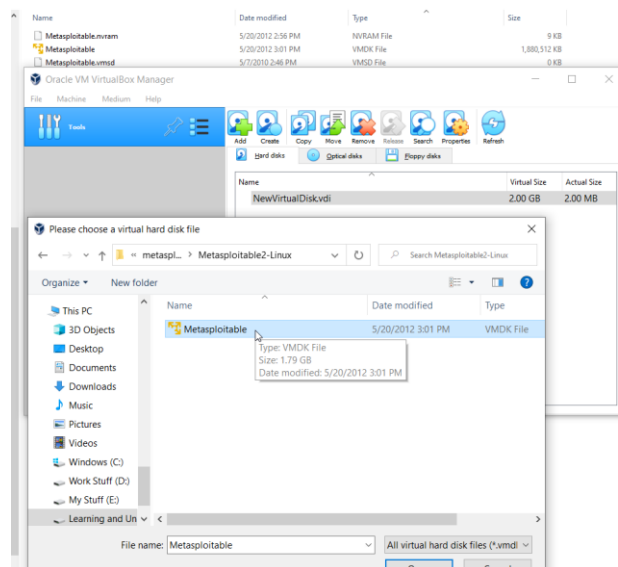 Name Date modified Type Size
Metasploitable.nvram 5/20/2012 2:56 PM NVRAM File 9 KB
Metasploitable 5/20/2012 3:01 PM VMDK File 1,880,512 KB
Metasploitable.vmsd 5/7/2010 2:46 PM VMSD File 0 KB
Oracle VM VirtualBox Manager
File Machine Medium Help
Tools
Add Create Copy Move Remove Release Search Properties Refresh
Hard disks Optical disks Floppy disks
Name Virtual Size Actual Size
NewVirtualDisk.vdi 2.00 GB 2.00 MB
Please choose a virtual hard disk file
« metaspl... > Metasploitable2-Linux Search Metasploitable2-Linux
Organize New folder
This PC
3D Objects
Desktop
Documents
Downloads
Music
Pictures
Videos
Windows (C:)
Work Stuff (D:)
My Stuff (E:)
Learning and Un
Name Date modified Type
Metasploitable 5/20/2012 3:01 PM VMDK File
Type: VMDK File
Size: 1.79 GB
Date modified: 5/20/2012 3:01 PM
File name: Metasploitable All virtual hard disk files (*.vmdl